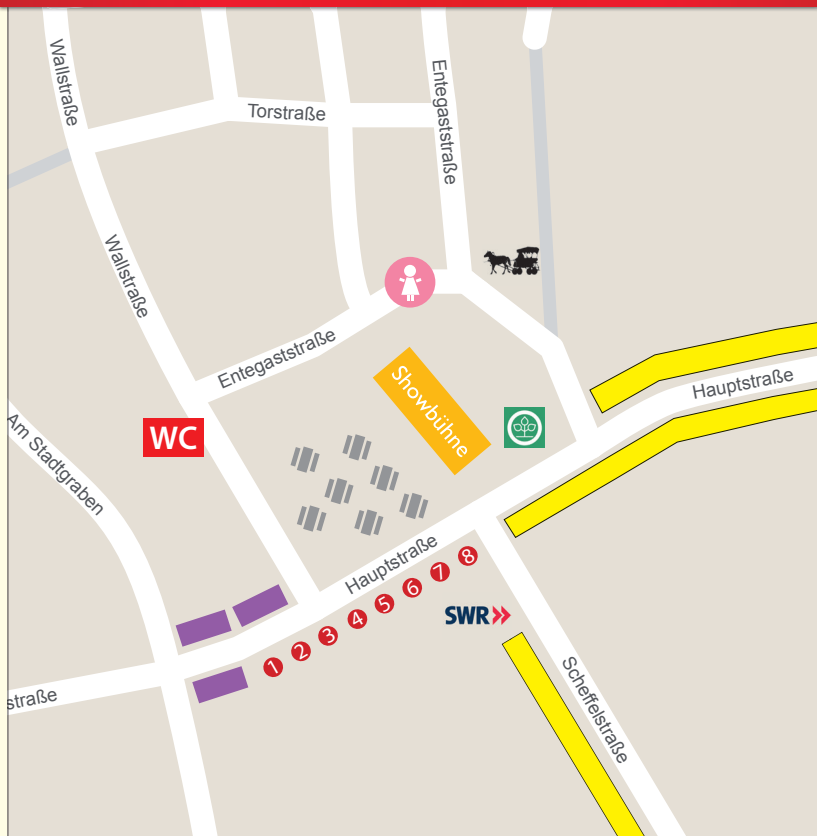 Wallstraße
Torstraße
Entegaststraße
Wallstraße
Entegaststraße
Showbühne
Hauptstraße
WC
Am Stadtgraben
Hauptstraße
1
2
3
4
5
6
7
8
SWR
Scheffelstraße
straße